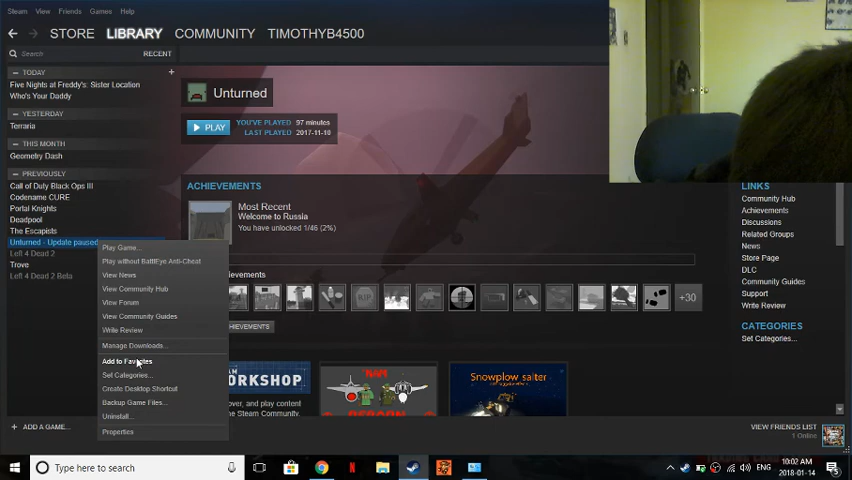 Steam View Friends Games Help
STORE LIBRARY COMMUNITY TIMOTHYB4500
Search RECENT
TODAY
Five Nights at Freddy's: Sister Location
Who's Your Daddy
YESTERDAY
Terraria
THIS MONTH
Geometry Dash
PREVIOUSLY
Call of Duty Black Ops III
Codename CURE
Portal Knights
Deadpool
The Escapists
Unturned - Update paused
Left 4 Dead 2
Trove
Left 4 Dead 2 Beta
+ ADD A GAME...
Play Game...
Play without BattlEye Anti-Cheat
View News
View Community Hub
View Forum
View Community Guides
Write Review
Manage Downloads...
Add to Favorites
Set Categories...
Create Desktop Shortcut
Backup Game Files...
Uninstall...
Properties
Unturned
PLAY
YOU'VE PLAYED 97 minutes
LAST PLAYED 2017-11-10
ACHIEVEMENTS
Most Recent
Welcome to Russia
You have unlocked 1/46 (2%)
+30
WORKSHOP
Snowplow salter
LINKS
Community Hub
Achievements
Discussions
Related Groups
News
Store Page
DLC
Community Guides
Support
Write Review
CATEGORIES
Set Categories...
VIEW FRIENDS LIST
1 Online
Type here to search
ENG
10:02 AM
2018-01-14